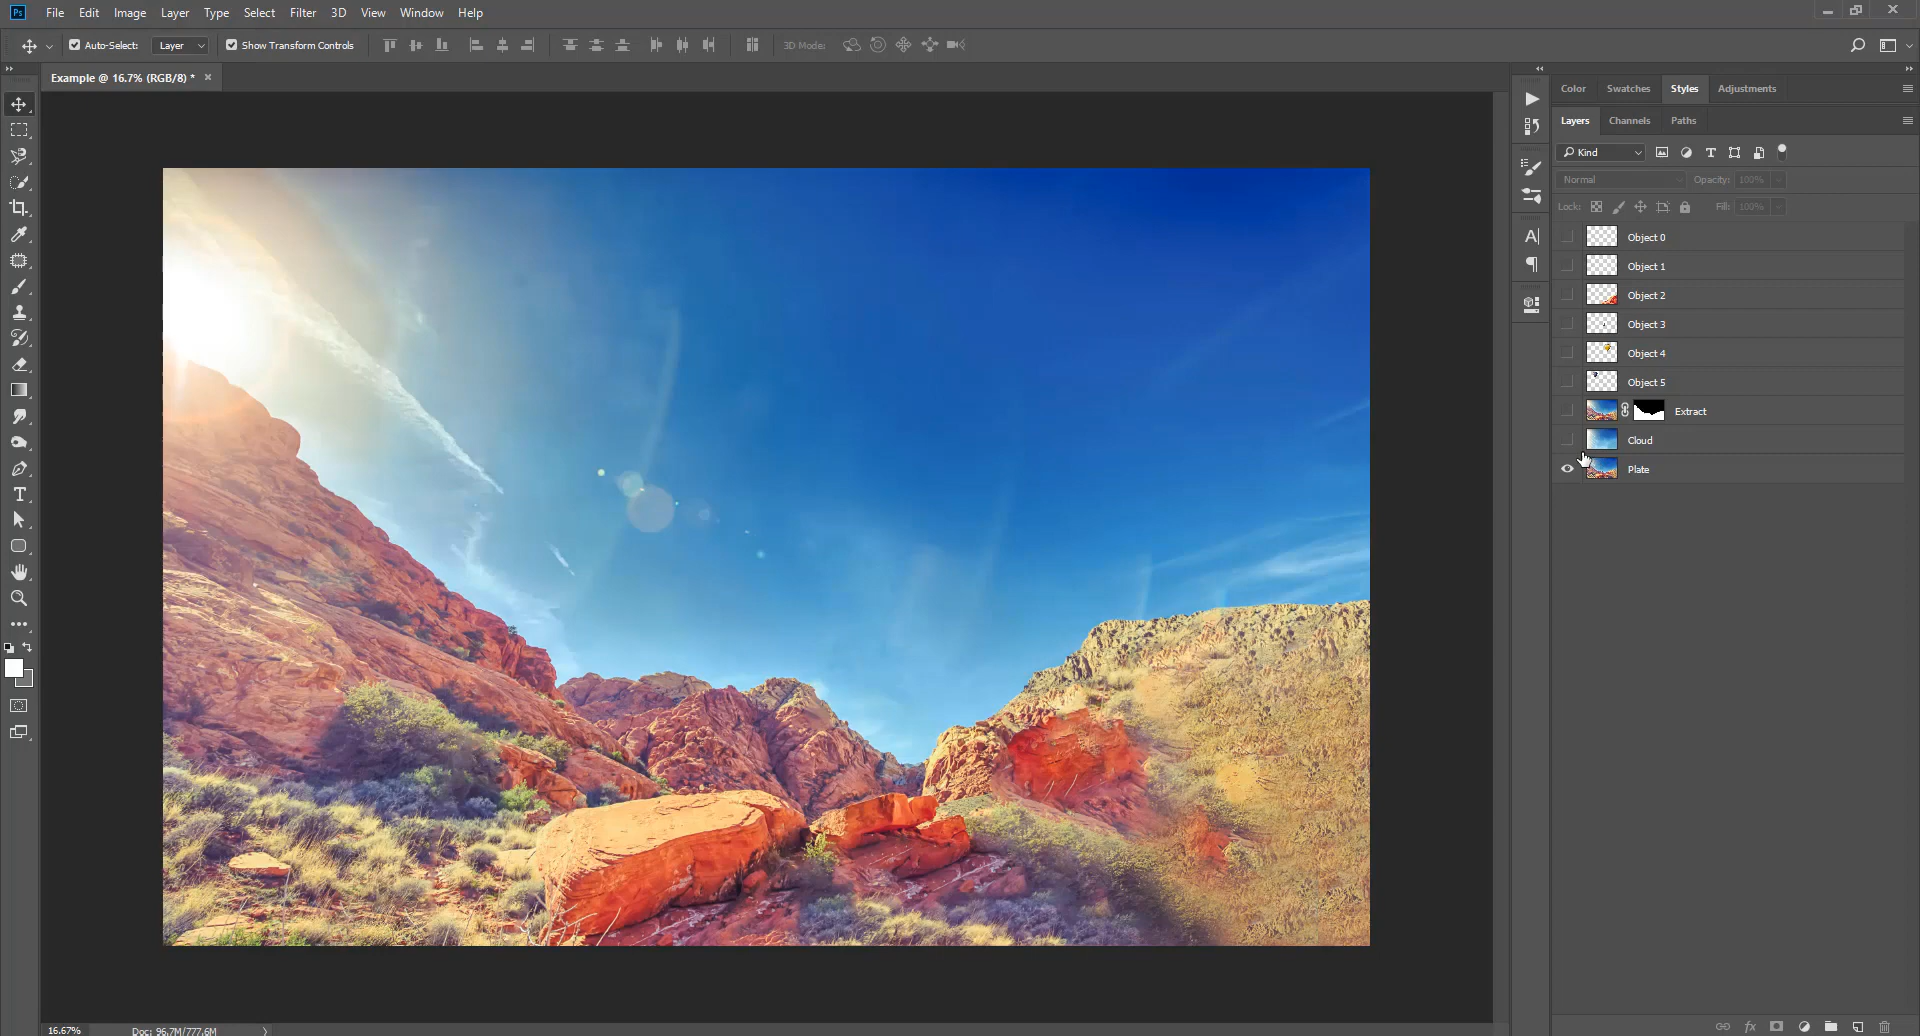 Ps File Edit Image Layer Type Select Filter 3D View Window Help
Auto-Select: Layer Show Transform Controls 3D Mode:
Example @ 16.7% (RGB/8) *
Color Swatches Styles Adjustments
Layers Channels Paths
Kind
Normal Opacity: 100%
Lock: Fill: 100%
Object 0
Object 1
Object 2
Object 3
Object 4
Object 5
Extract
Cloud
Plate
16.67% Doc: 96.7M/777.6M